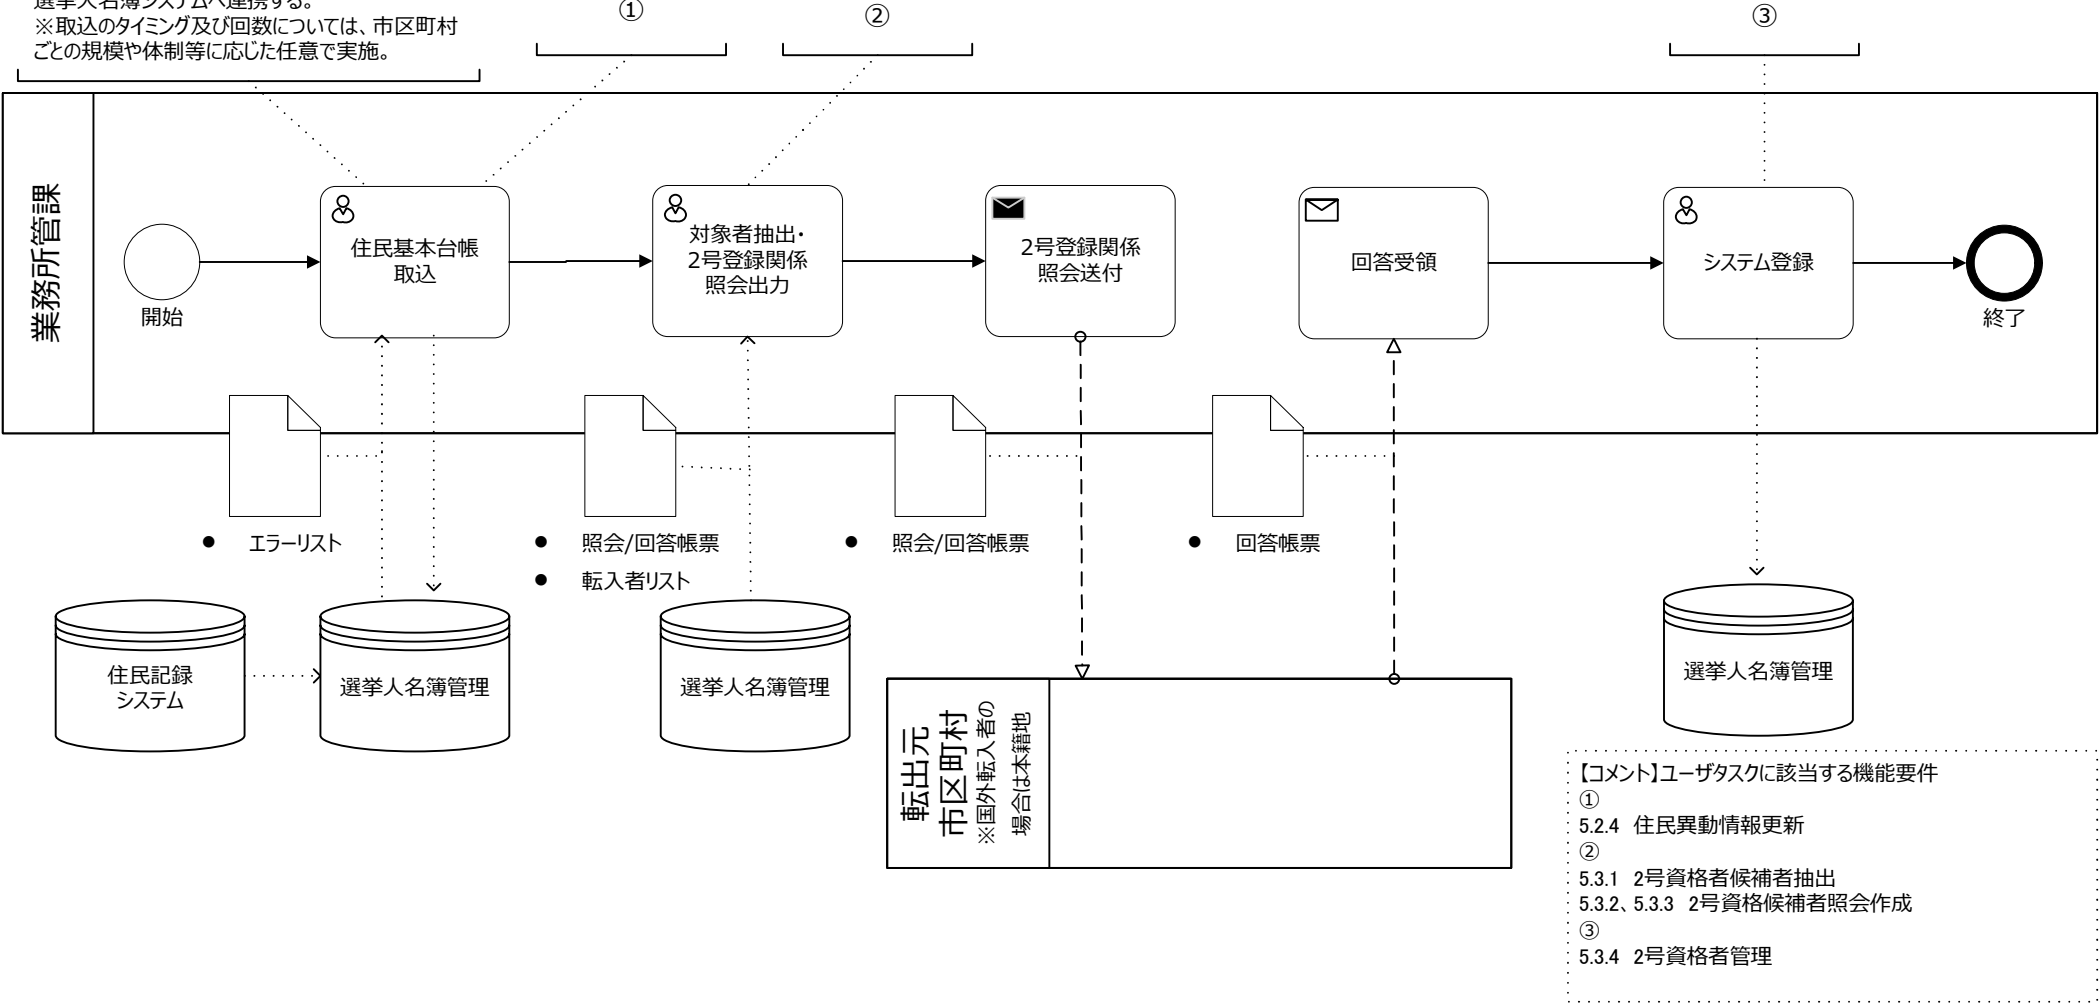 選挙人名簿システムへ連携する。
※取込のタイミング及び回数については、市区町村
ごとの規模や体制等に応じた任意で実施。
①
②
③
業務所管課
開始
住民基本台帳
取込
対象者抽出・
2号登録関係
照会出力
2号登録関係
照会送付
回答受領
システム登録
終了
● エラーリスト
● 照会/回答帳票
● 転入者リスト
● 照会/回答帳票
● 回答帳票
住民記録
システム
選挙人名簿管理
選挙人名簿管理
選挙人名簿管理
転出元
市区町村
※国外転入者の
場合は本籍地
【コメント】ユーザタスクに該当する機能要件
①
5.2.4 住民異動情報更新
②
5.3.1 2号資格者候補者抽出
5.3.2、5.3.3 2号資格候補者照会作成
③
5.3.4 2号資格者管理